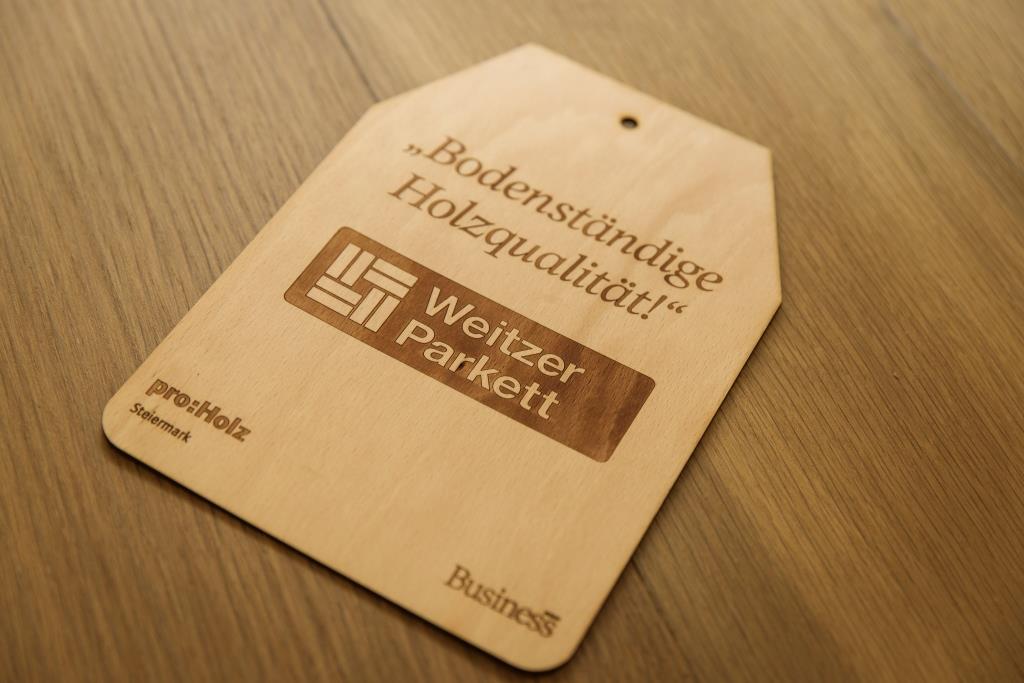 „Bodenständige
Holzqualität!“
Weitzer
Parkett
pro:Holz
Steiermark
Business